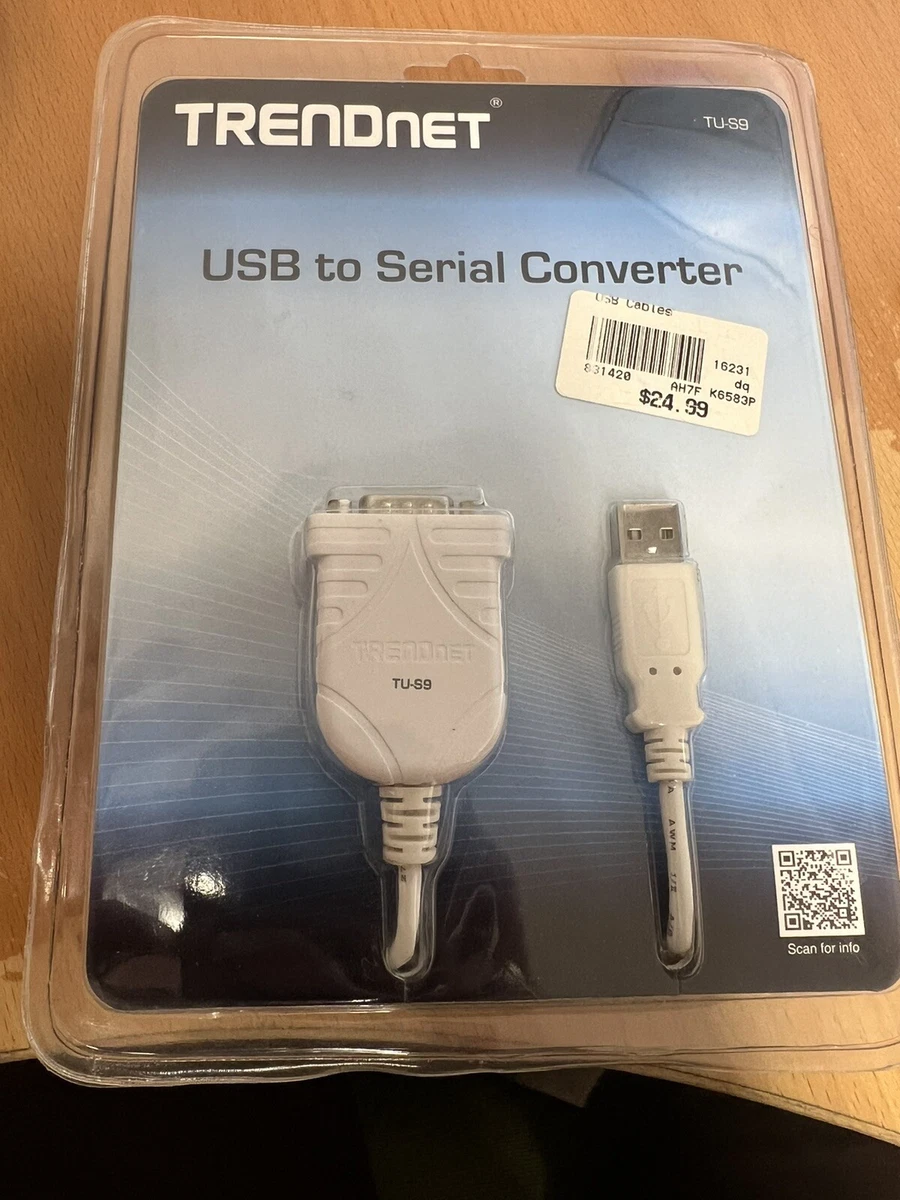 TRENDNET®
TU-S9
USB to Serial Converter
USB Cables
16231
831420
dq
AH7F K6583P
$24.99
TRENDNET
TU-S9
AWM
Scan for info